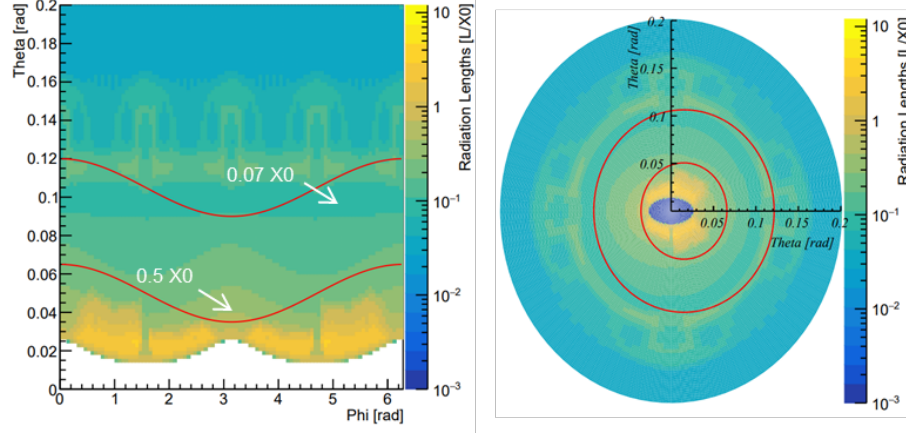 Theta [rad]
0.2
0.18
0.16
0.14
0.12
0.1
0.08
0.06
0.04
0.02
0
0.07 X0
0.5 X0
0 1 2 3 4 5 6
Phi [rad]
10
1
10⁻¹
10⁻²
10⁻³
Radiation Lengths [L/X0]
0.2
Theta [rad]
0.15
0.1
0.05
0.05 0.1 0.15 0.2
Theta [rad]
10
1
10⁻¹
10⁻²
10⁻³
Radiation Lengths [L/X0]